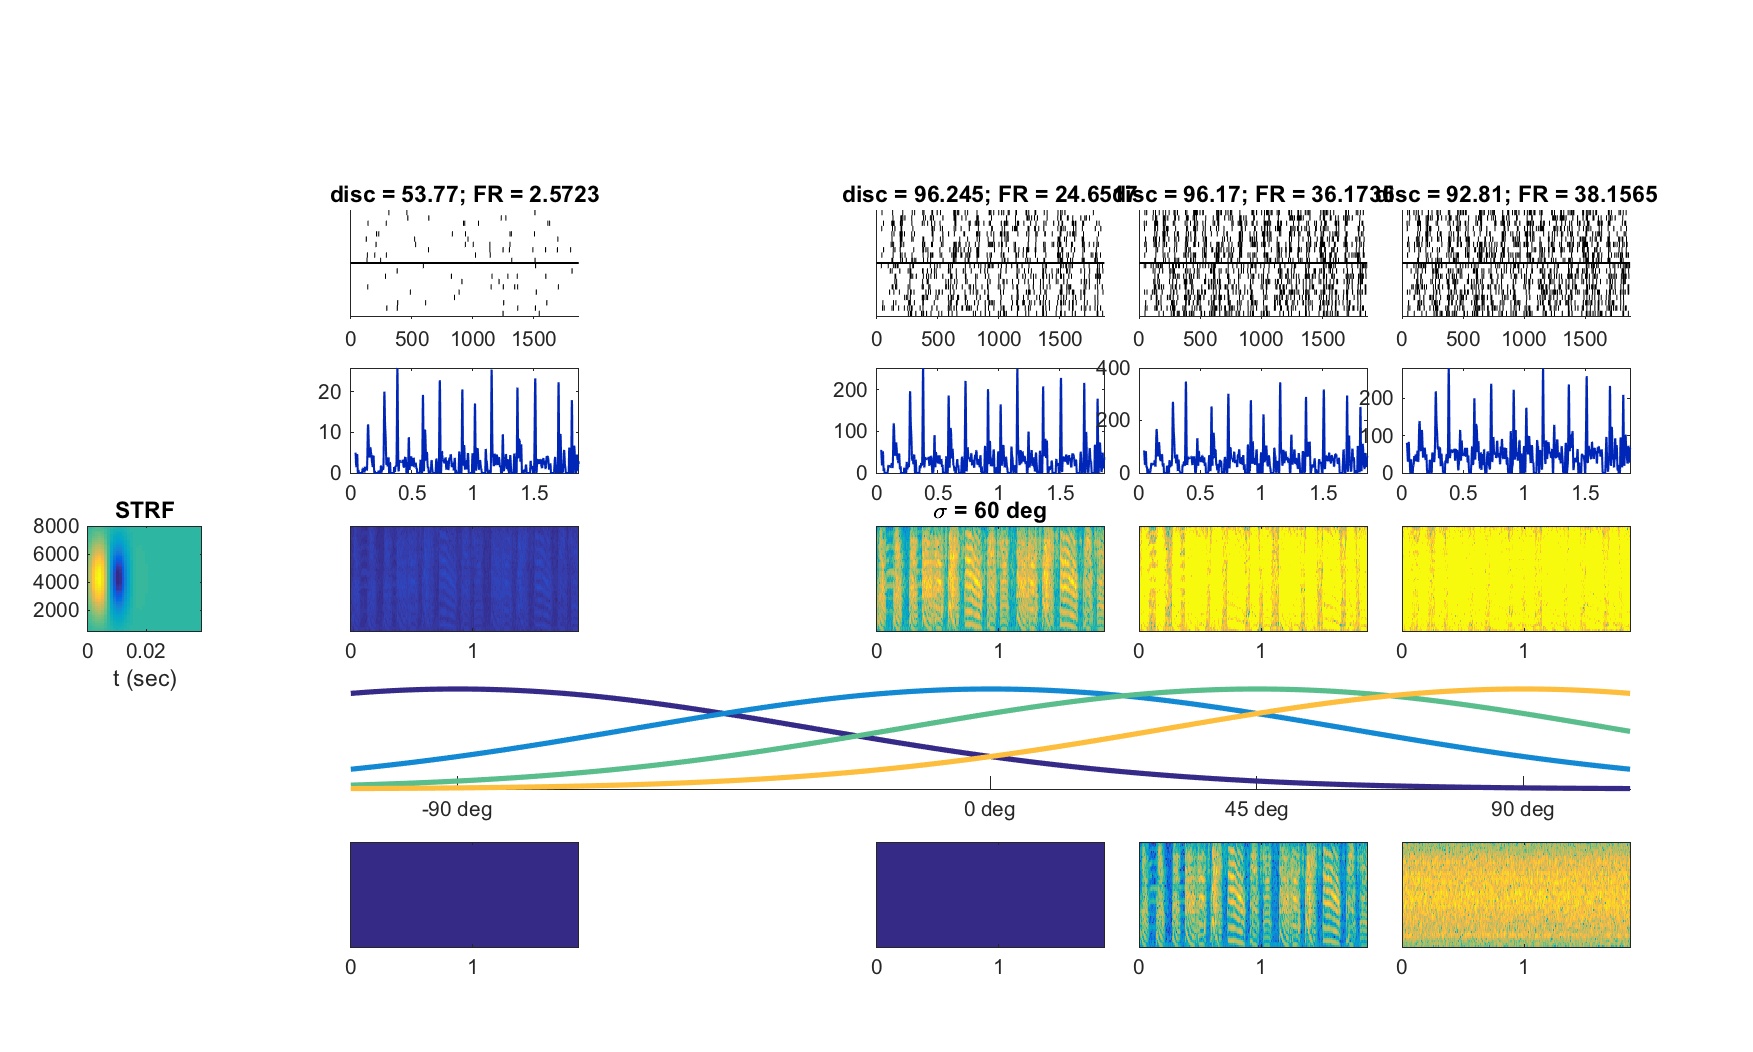 disc = 53.77; FR = 2.5723
disc = 96.245; FR = 24.6517
disc = 96.17; FR = 36.1735
disc = 92.81; FR = 38.1565
0 500 1000 1500
0 500 1000 1500
0 500 1000 1500
0 500 1000 1500
20
10
0
0 0.5 1 1.5
200
100
0
0 0.5 1 1.5
400
200
0
0 0.5 1 1.5
200
100
0
0 0.5 1 1.5
STRF
8000
6000
4000
2000
0 0.02
t (sec)
σ = 60 deg
0 1
0 1
0 1
0 1
-90 deg 0 deg 45 deg 90 deg
0 1
0 1
0 1
0 1